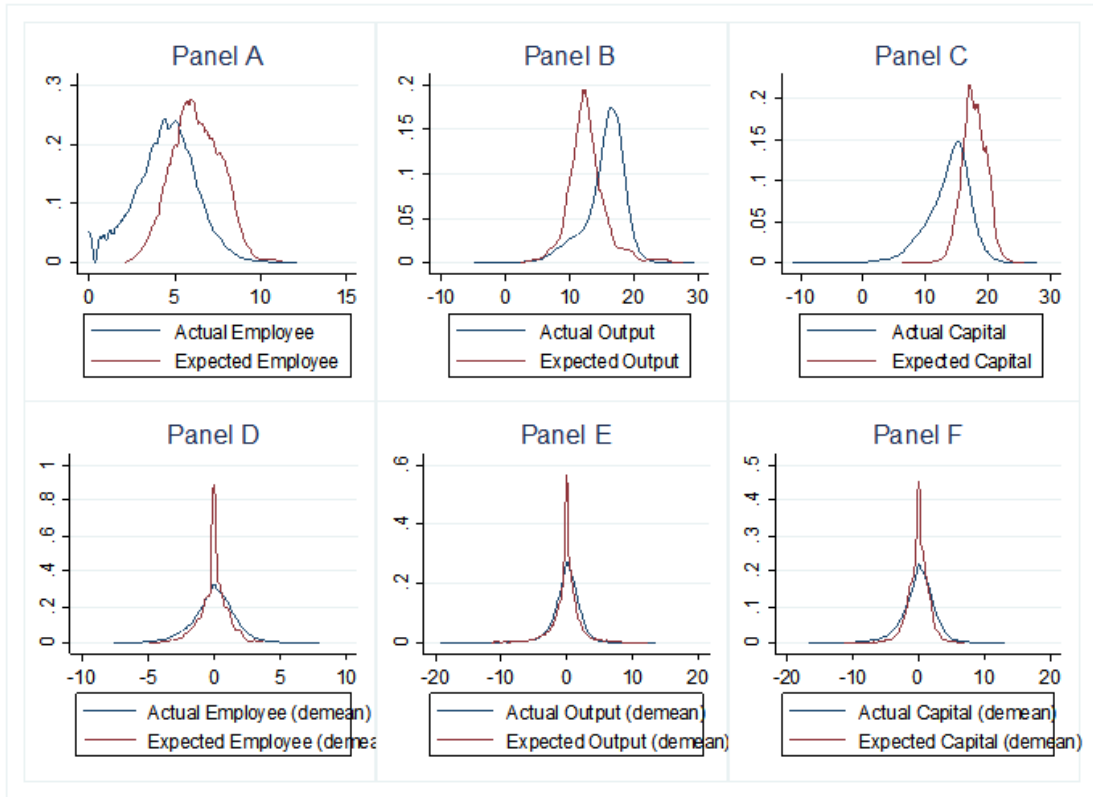 Panel A
.3
.2
.1
0
0 5 10 15
Actual Employee
Expected Employee
Panel B
.2
.15
.1
.05
0
-10 0 10 20 30
Actual Output
Expected Output
Panel C
.2
.15
.1
.05
0
-10 0 10 20 30
Actual Capital
Expected Capital
Panel D
1
.8
.6
.4
.2
0
-10 -5 0 5 10
Actual Employee (demean)
Expected Employee (demea
Panel E
.6
.4
.2
0
-20 -10 0 10 20
Actual Output (demean)
Expected Output (demean)
Panel F
.5
.4
.3
.2
.1
0
-20 -10 0 10 20
Actual Capital (demean)
Expected Capital (demean)